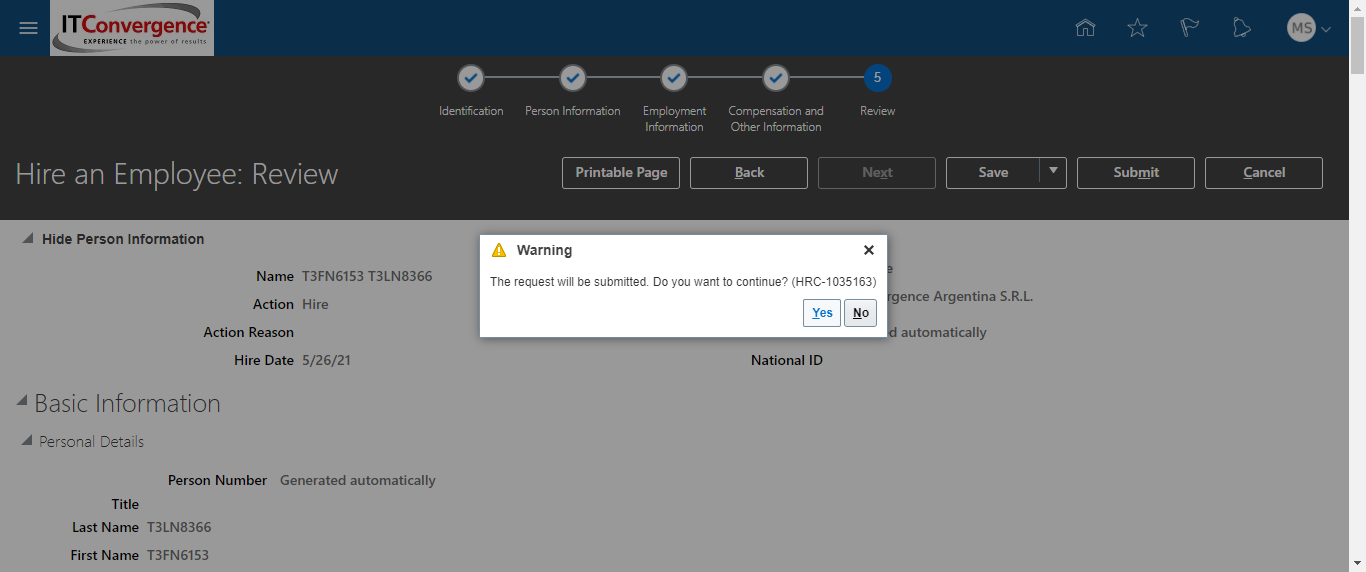 ITConvergence
EXPERIENCE the power of results
MS
5
Identification
Person Information
Employment Information
Compensation and Other Information
Review
Hire an Employee: Review
Printable Page
Back
Next
Save
Submit
Cancel
Hide Person Information
Warning
The request will be submitted. Do you want to continue? (HRC-1035163)
Yes
No
Name T3FN6153 T3LN8366
Action Hire
Argentina S.R.L.
Action Reason
automatically
Hire Date 5/26/21
National ID
Basic Information
Personal Details
Person Number Generated automatically
Title
Last Name T3LN8366
First Name T3FN6153